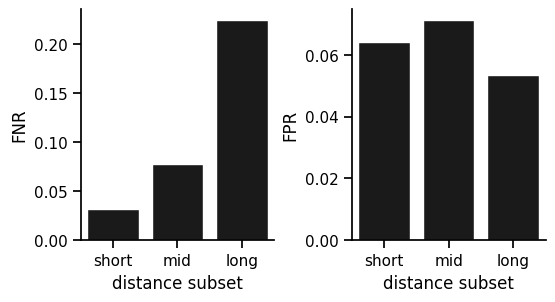 FNR
0.20
0.15
0.10
0.05
0.00
short mid long
distance subset
FPR
0.06
0.04
0.02
0.00
short mid long
distance subset